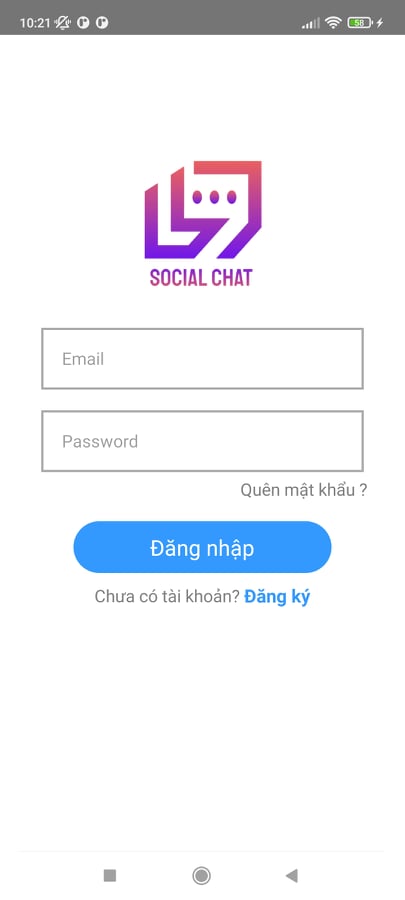 10:21
58
SOCIAL CHAT
Email
Password
Quên mật khẩu ?
Đăng nhập
Chưa có tài khoản? Đăng ký